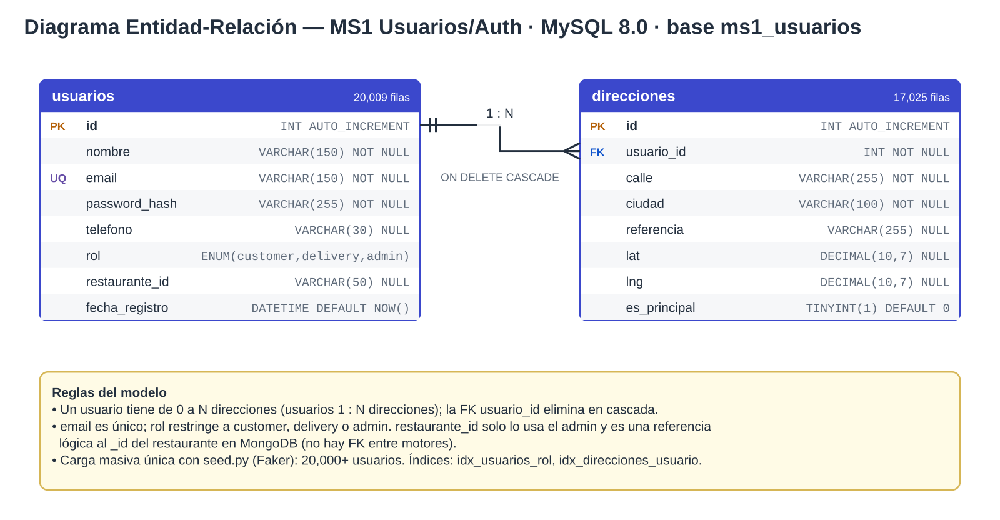 Diagrama Entidad-Relación — MS1 Usuarios/Auth · MySQL 8.0 · base ms1_usuarios
usuarios 20,009 filas
PK id INT AUTO_INCREMENT
nombre VARCHAR(150) NOT NULL
UQ email VARCHAR(150) NOT NULL
password_hash VARCHAR(255) NOT NULL
telefono VARCHAR(30) NULL
rol ENUM(customer,delivery,admin)
restaurante_id VARCHAR(50) NULL
fecha_registro DATETIME DEFAULT NOW()
1 : N
ON DELETE CASCADE
direcciones 17,025 filas
PK id INT AUTO_INCREMENT
FK usuario_id INT NOT NULL
calle VARCHAR(255) NOT NULL
ciudad VARCHAR(100) NOT NULL
referencia VARCHAR(255) NULL
lat DECIMAL(10,7) NULL
lng DECIMAL(10,7) NULL
es_principal TINYINT(1) DEFAULT 0
Reglas del modelo
• Un usuario tiene de 0 a N direcciones (usuarios 1 : N direcciones); la FK usuario_id elimina en cascada.
• email es único; rol restringe a customer, delivery o admin. restaurante_id solo lo usa el admin y es una referencia
lógica al _id del restaurante en MongoDB (no hay FK entre motores).
• Carga masiva única con seed.py (Faker): 20,000+ usuarios. Índices: idx_usuarios_rol, idx_direcciones_usuario.